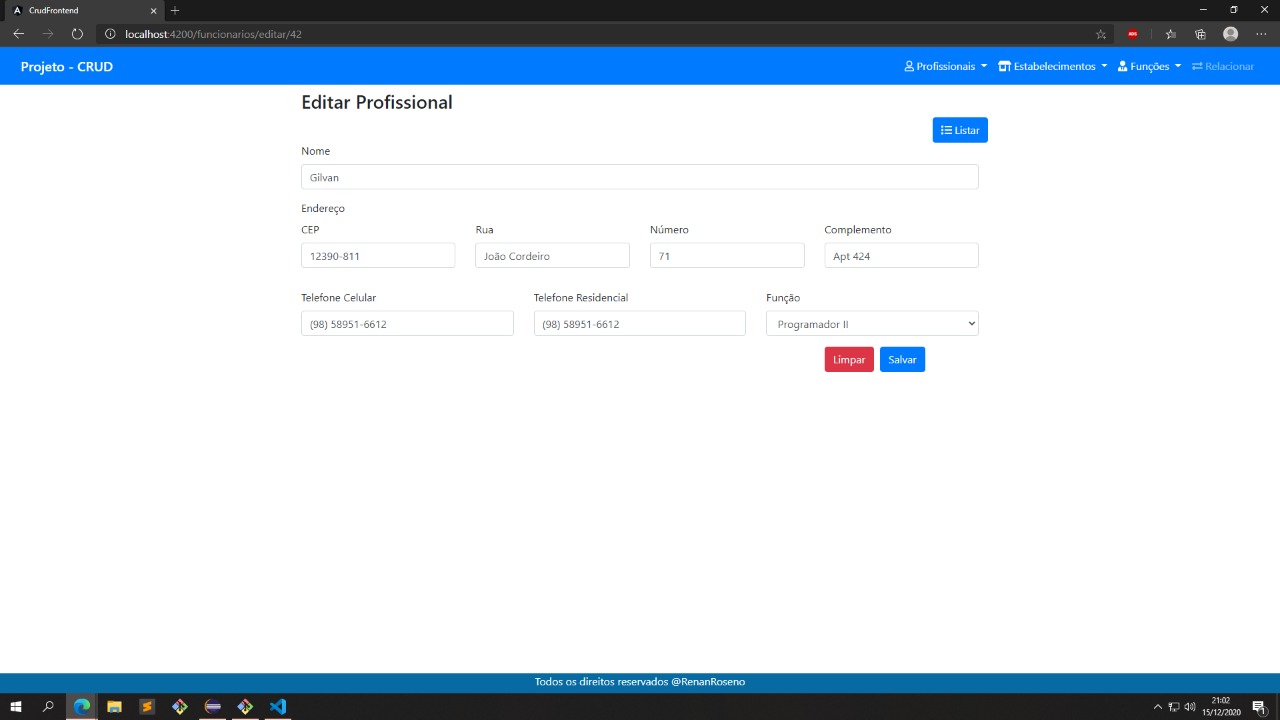 CrudFrontend
localhost:4200/funcionarios/editar/42
Projeto - CRUD
Profissionais
Estabelecimentos
Funções
Relacionar
Editar Profissional
Listar
Nome
Gilvan
Endereço
CEP
Rua
Número
Complemento
12390-811
João Cordeiro
71
Apt 424
Telefone Celular
Telefone Residencial
Função
(98) 58951-6612
(98) 58951-6612
Programador II
Limpar
Salvar
Todos os direitos reservados @RenanRoseno
21:02
15/12/2020